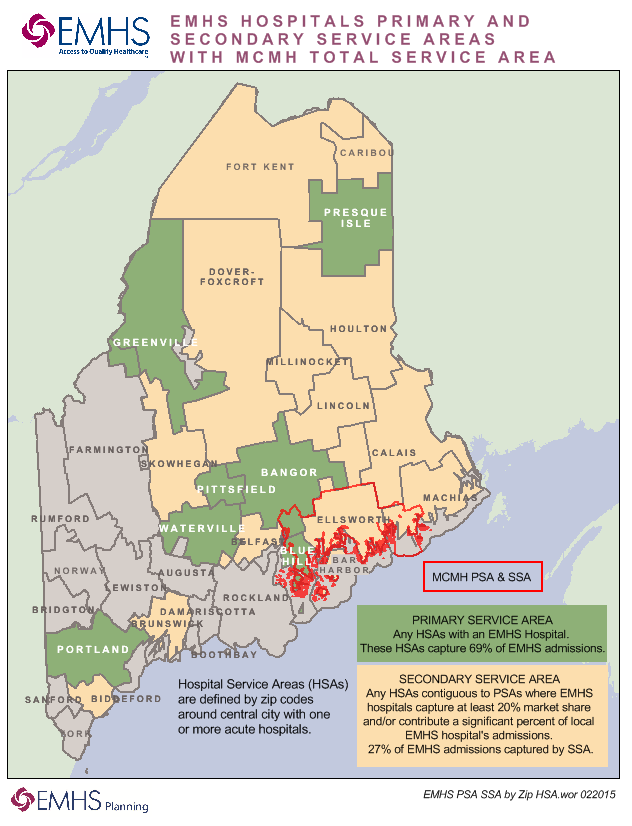 EMHS
Access to Quality Healthcare
EMHS HOSPITALS PRIMARY AND
SECONDARY SERVICE AREAS
WITH MCMH TOTAL SERVICE AREA
FORT KENT
CARIBOU
PRESQUE
ISLE
DOVER-
FOXCROFT
HOULTON
GREENVILLE
MILLINOCKET
LINCOLN
FARMINGTON
SKOWHEGAN
BANGOR
CALAIS
PITTSFIELD
MACHIAS
RUMFORD
WATERVILLE
ELLSWORTH
BELFAST
BLUE
HILL
BAR
HARBOR
NORWAY
AUGUSTA
MCMH PSA & SSA
LEWISTON
ROCKLAND
BRIDGTON
DAMARISCOTTA
BRUNSWICK
PORTLAND
BOOTHBAY
PRIMARY SERVICE AREA
Any HSAs with an EMHS Hospital.
These HSAs capture 69% of EMHS admissions.
SANFORD
BIDDEFORD
YORK
Hospital Service Areas (HSAs)
are defined by zip codes
around central city with one
or more acute hospitals.
SECONDARY SERVICE AREA
Any HSAs contiguous to PSAs where EMHS
hospitals capture at least 20% market share
and/or contribute a significant percent of local
EMHS hospital's admissions.
27% of EMHS admissions captured by SSA.
EMHS Planning
EMHS PSA SSA by Zip HSA.wor 022015